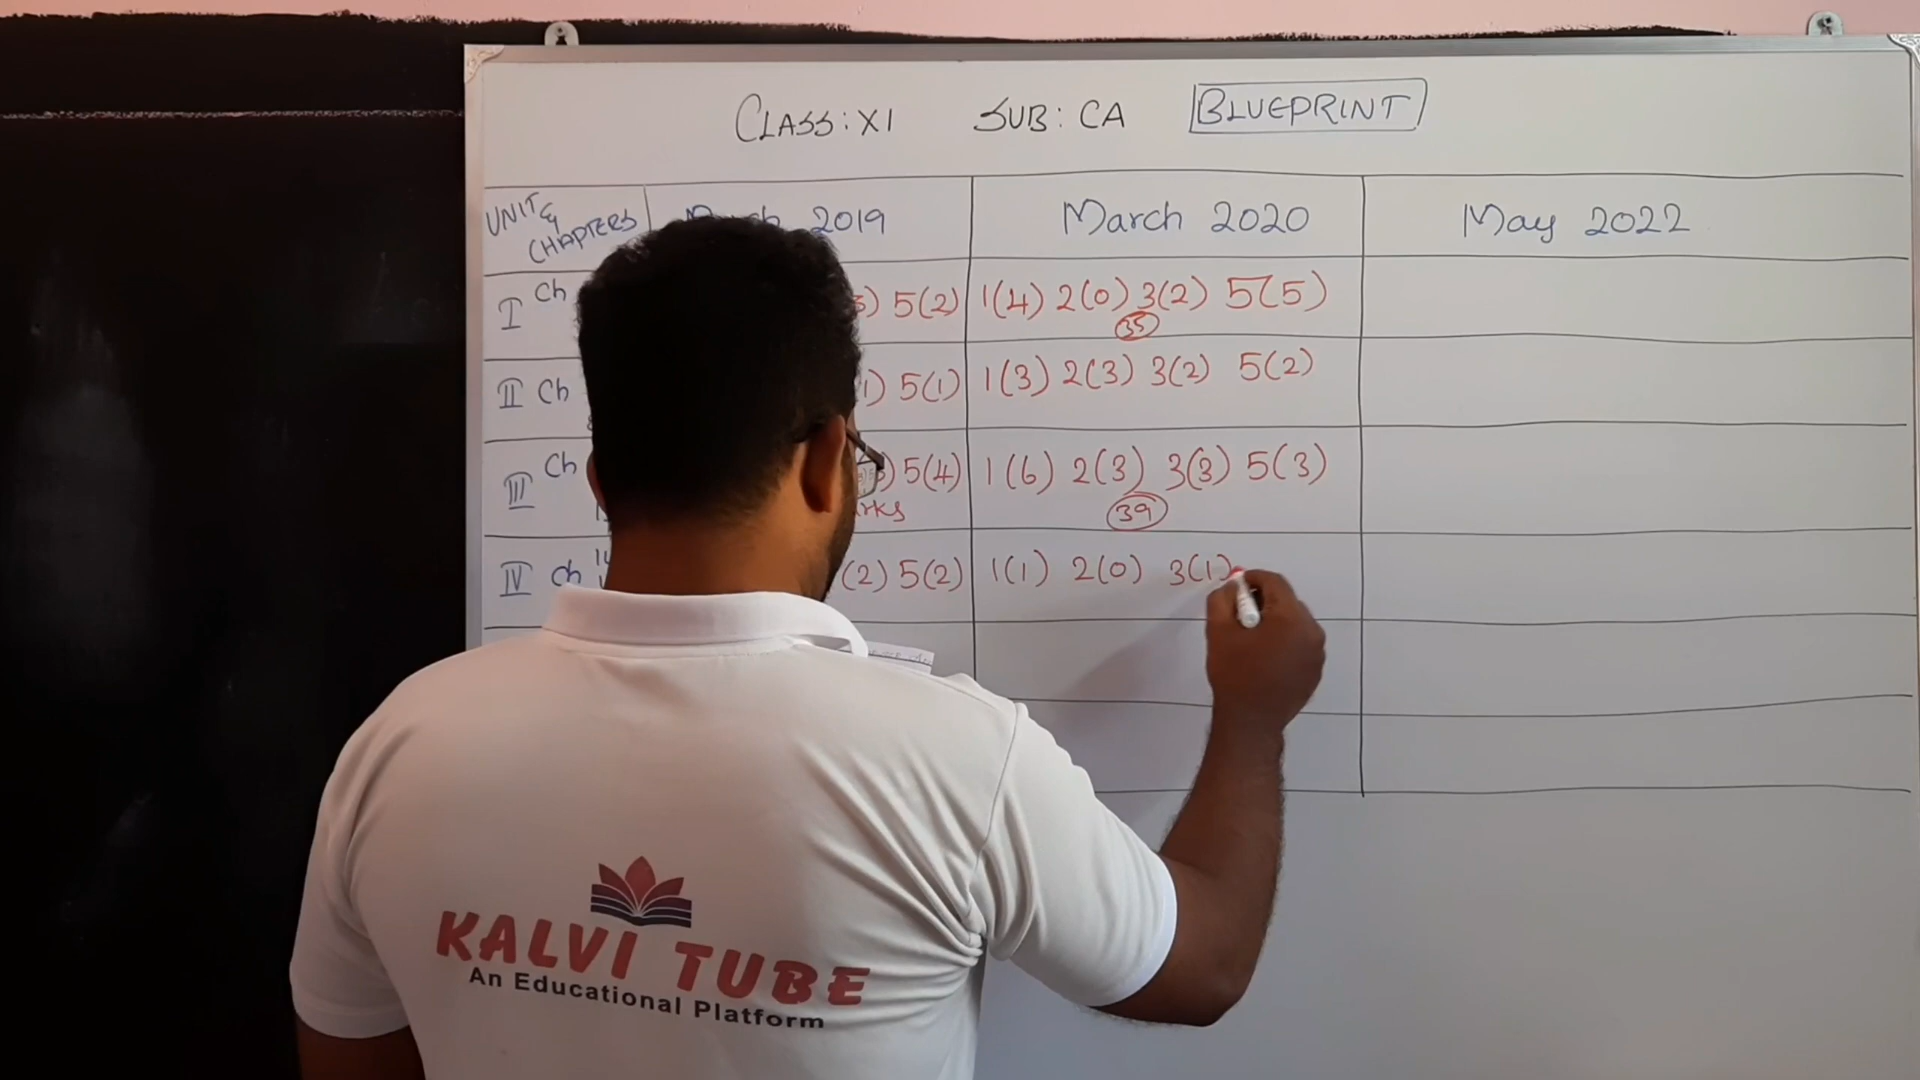 CLASS: XI SUB: CA BLUEPRINT
UNIT & CHAPTERS 2019 March 2020 May 2022
I Ch 5(2) 1(4) 2(0) 3(2) 5(5)
35
II Ch 1) 5(1) 1(3) 2(3) 3(2) 5(2)
III Ch 5(4) 1(6) 2(3) 3(3) 5(3)
39
IV Ch (2) 5(2) 1(1) 2(0) 3(1)
KALVI TUBE
An Educational Platform